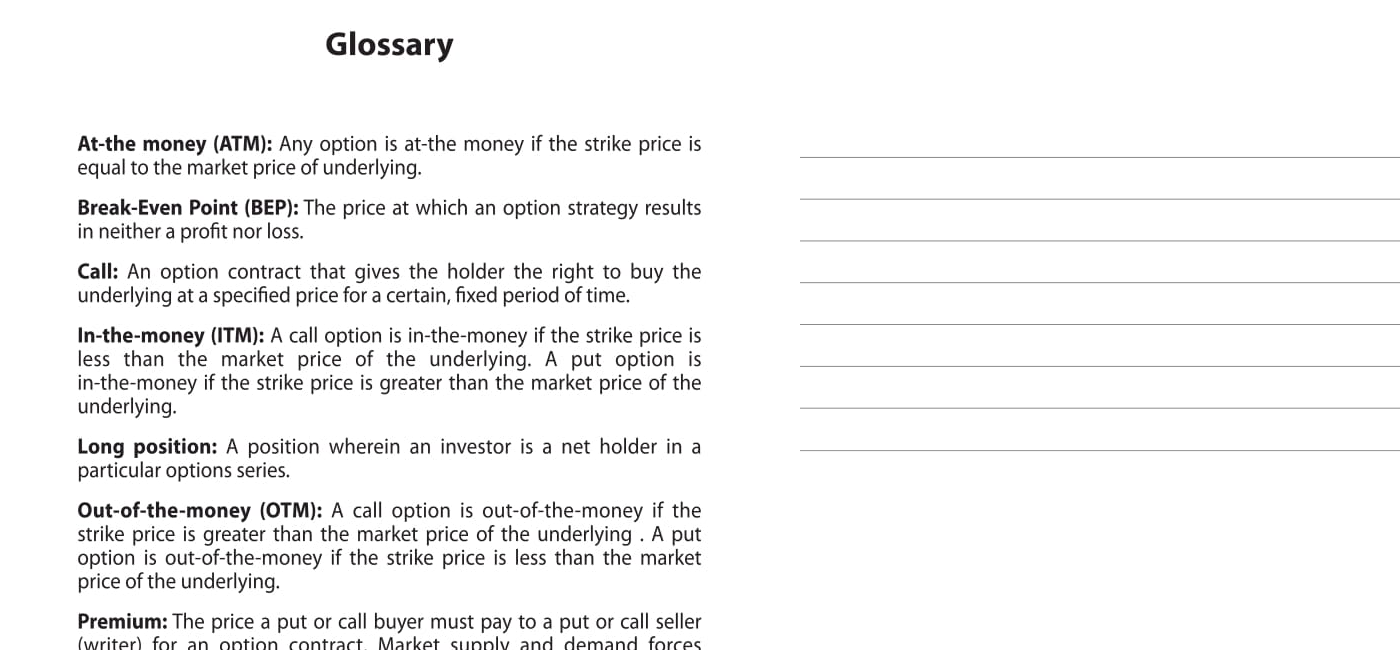 Glossary
At-the money (ATM): Any option is at-the money if the strike price is
equal to the market price of underlying.
Break-Even Point (BEP): The price at which an option strategy results
in neither a profit nor loss.
Call: An option contract that gives the holder the right to buy the
underlying at a specified price for a certain, fixed period of time.
In-the-money (ITM): A call option is in-the-money if the strike price is
less than the market price of the underlying. A put option is
in-the-money if the strike price is greater than the market price of the
underlying.
Long position: A position wherein an investor is a net holder in a
particular options series.
Out-of-the-money (OTM): A call option is out-of-the-money if the
strike price is greater than the market price of the underlying . A put
option is out-of-the-money if the strike price is less than the market
price of the underlying.
Premium: The price a put or call buyer must pay to a put or call seller
(writer) for an option contract. Market supply and demand forces